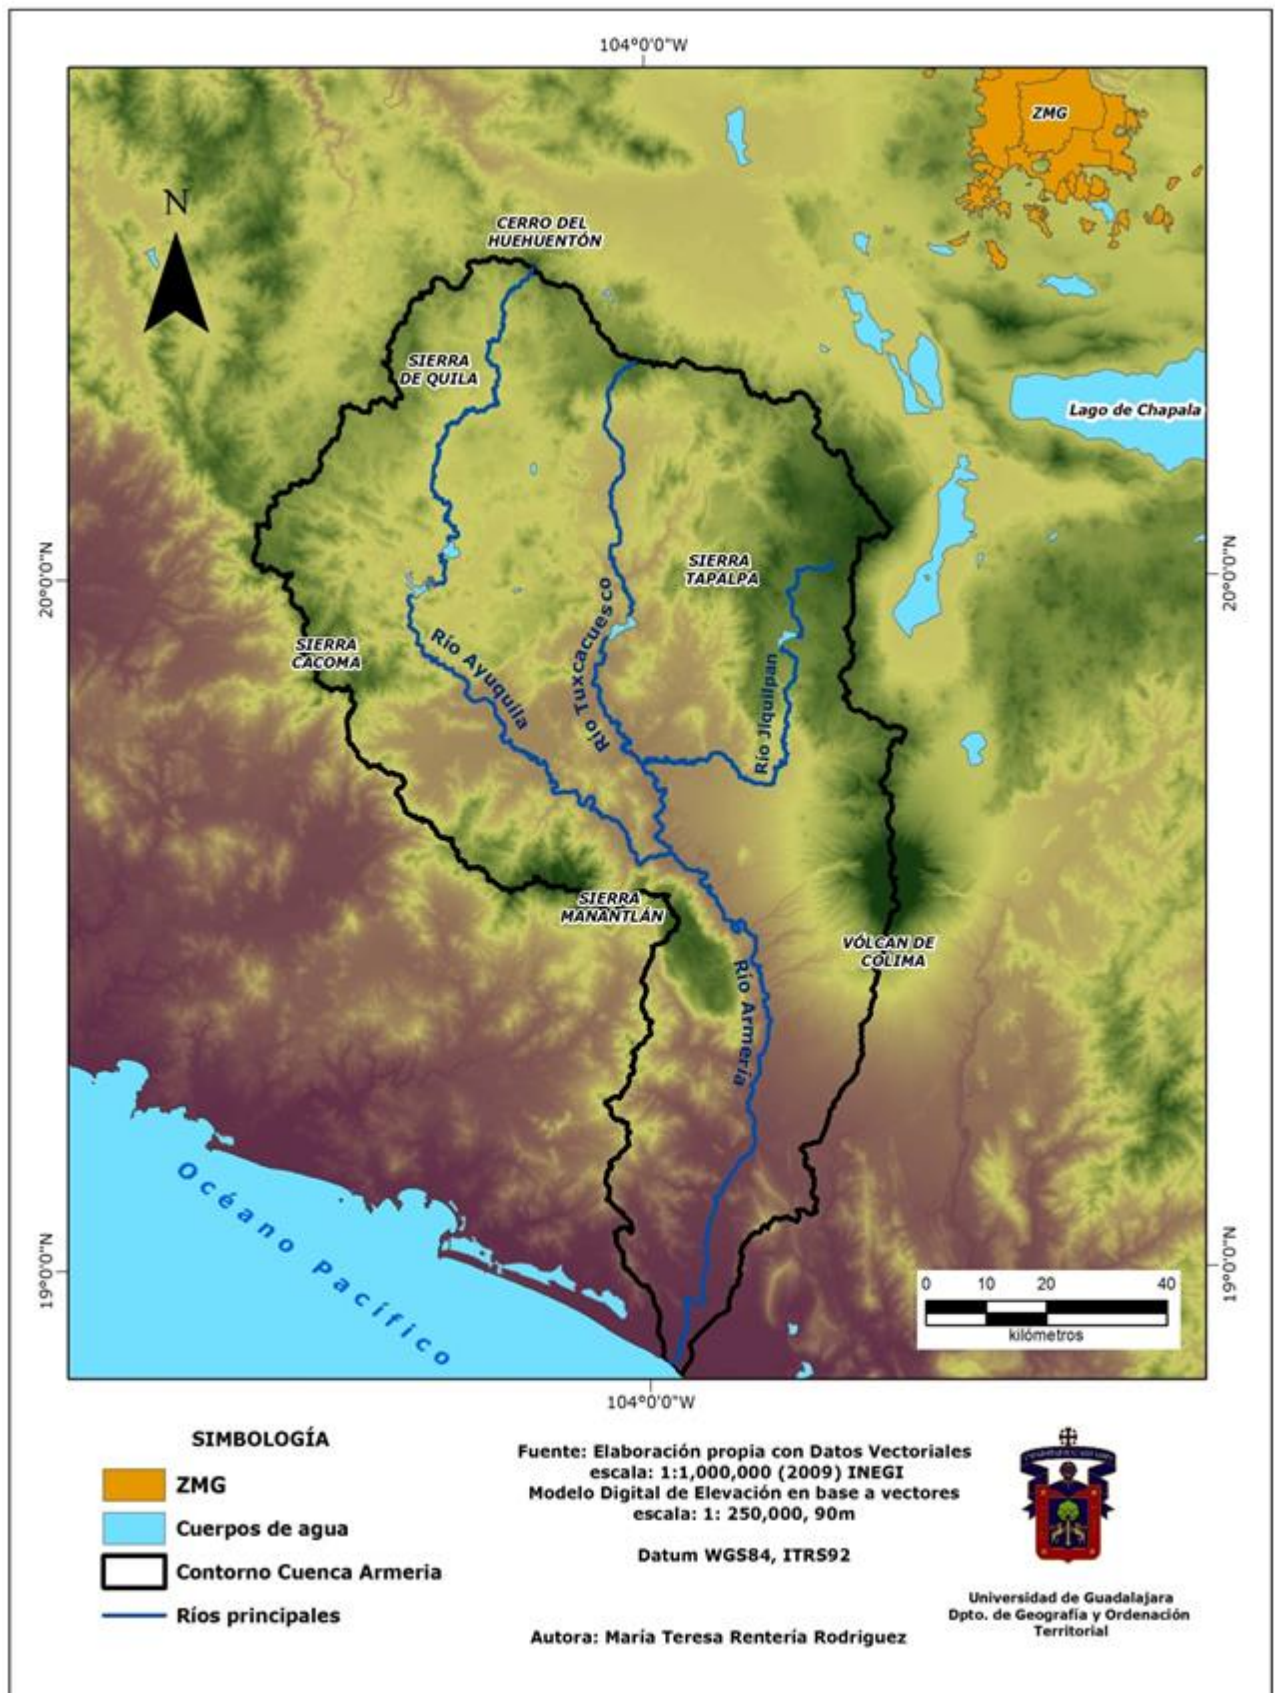 104°0'0"W
ZMG
N
CERRO DEL
HUEHUENTÓN
SIERRA
DE QUILA
Lago de Chapala
20°0'0"N
20°0'0"N
SIERRA
TAPALPA
SIERRA
CACOMA
Río Ayuquila
Río Tuxcacuesco
Río Jiquilpan
SIERRA
MANANTLÁN
VÓLCAN DE
COLIMA
Río Armería
Océano Pacífico
19°0'0"N
19°0'0"N
0 10 20 40
kilómetros
104°0'0"W
SIMBOLOGÍA
ZMG
Cuerpos de agua
Contorno Cuenca Armeria
Ríos principales
Fuente: Elaboración propia con Datos Vectoriales
escala: 1:1,000,000 (2009) INEGI
Modelo Digital de Elevación en base a vectores
escala: 1: 250,000, 90m
Datum WGS84, ITRS92
Autora: María Teresa Rentería Rodriguez
Universidad de Guadalajara
Dpto. de Geografía y Ordenación
Territorial